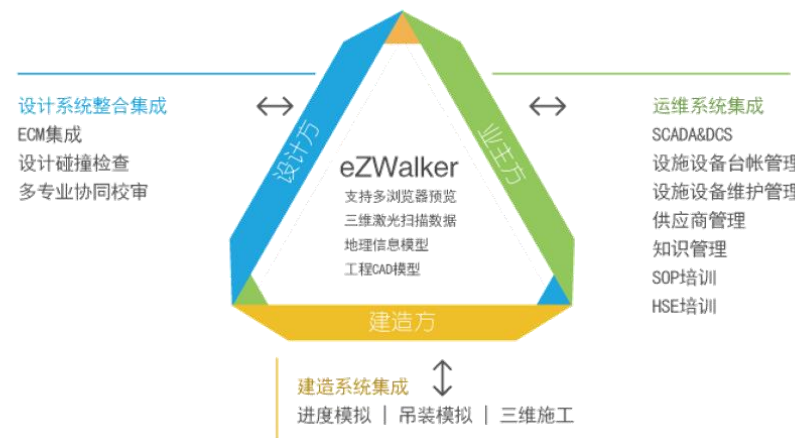 设计系统整合集成
ECM集成
设计碰撞检查
多专业协同校审
设计方
业主方
eZWalker
支持多浏览器预览
三维激光扫描数据
地理信息模型
工程CAD模型
建造方
运维系统集成
SCADA&DCS
设施设备台帐管理
设施设备维护管理
供应商管理
知识管理
SOP培训
HSE培训
建造系统集成
进度模拟 | 吊装模拟 | 三维施工